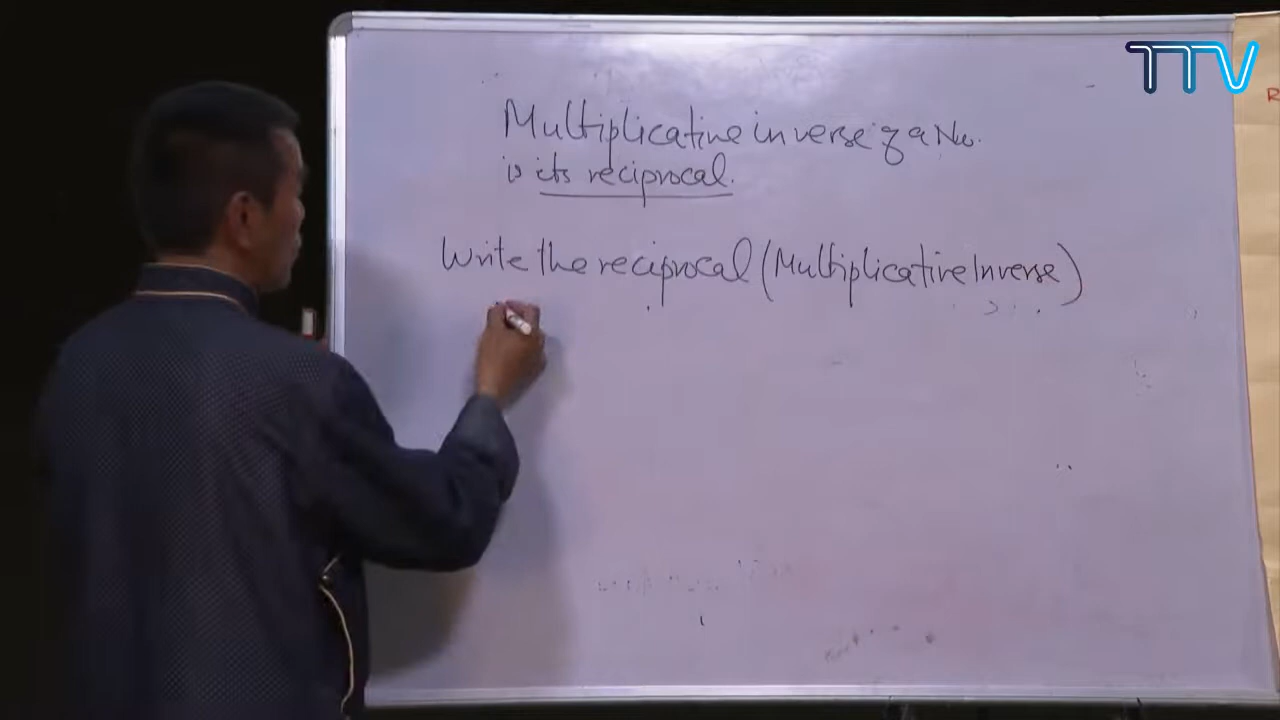 TTV
R
Multiplicative inverse of a No.
is its reciprocal.
Write the reciprocal (Multiplicative Inverse)